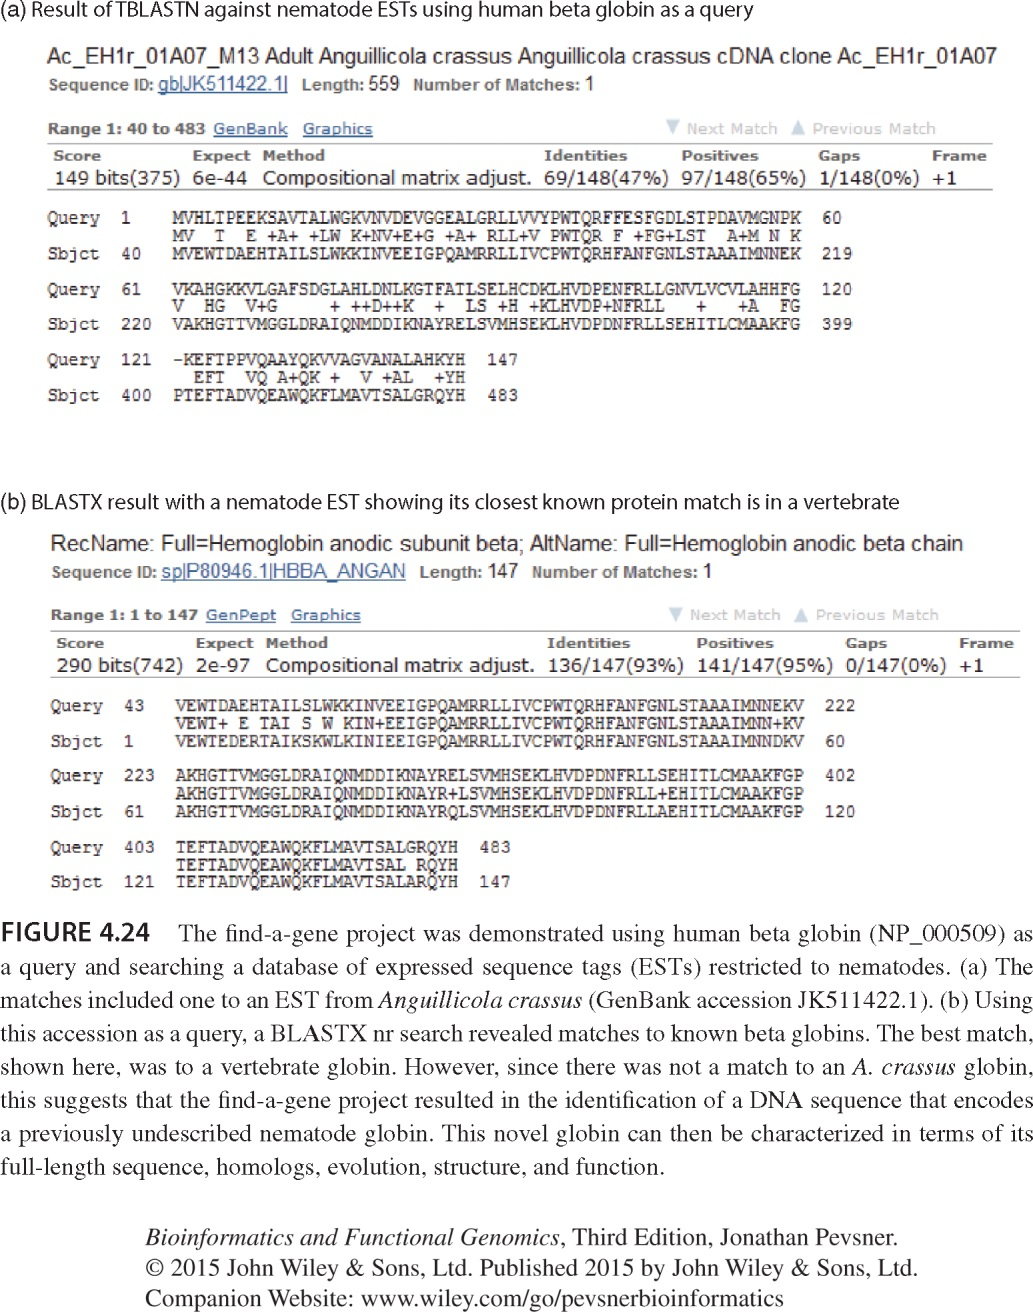 (a) Result of TBLASTN against nematode ESTs using human beta globin as a query
Ac_EH1r_01A07_M13 Adult Anguillicola crassus Anguillicola crassus cDNA clone Ac_EH1r_01A07
Sequence ID: gb|JK511422.1| Length: 559 Number of Matches: 1
Range 1: 40 to 483 GenBank Graphics ▼ Next Match ▲ Previous Match
Score Expect Method Identities Positives Gaps Frame
149 bits(375) 6e-44 Compositional matrix adjust. 69/148(47%) 97/148(65%) 1/148(0%) +1
Query 1 MVHLTPEEKSAVTALWGKVNVDEVGGEALGRLLVVYPWTQRFFESFGDLSTPDAVMGNPK 60
MV T E +A+ +LW K+NV+E+G +A+ RLL+V PWTQR F +FG+LST A+M N K
Sbjct 40 MVEWTDAEHTAILSLWKKINVEEIGPQAMRRLLIVCPWTQRHFANFGNLSTAAAIMNNEK 219
Query 61 VKAHGKKVLGAFSDGLAHLDNLKGTFATLSELHCDKLHVDPENFRLLGNVLVCVLAHHFG 120
V HG V+G + ++D++K + LS +H +KLHVDP+NFRLL + +A FG
Sbjct 220 VAKHGTTVMGGLDRAIQNMDDIKNAYRELSVMHSEKLHVDPDNFRLLSEHITLCMAAKFG 399
Query 121 -KEFTPPVQAAYQKVVAGVANALAHKYH 147
EFT VQ A+QK + V +AL +YH
Sbjct 400 PTEFTADVQEAWQKFLMAVTSALGRQYH 483
(b) BLASTX result with a nematode EST showing its closest known protein match is in a vertebrate
RecName: Full=Hemoglobin anodic subunit beta; AltName: Full=Hemoglobin anodic beta chain
Sequence ID: sp|P80946.1|HBBA_ANGAN Length: 147 Number of Matches: 1
Range 1: 1 to 147 GenPept Graphics ▼ Next Match ▲ Previous Match
Score Expect Method Identities Positives Gaps Frame
290 bits(742) 2e-97 Compositional matrix adjust. 136/147(93%) 141/147(95%) 0/147(0%) +1
Query 43 VEWTDAEHTAILSLWKKINVEEIGPQAMRRLLIVCPWTQRHFANFGNLSTAAAIMNNEKV 222
VEWT+ E TAI S W KIN+EEIGPQAMRRLLIVCPWTQRHFANFGNLSTAAAIMNN+KV
Sbjct 1 VEWTEDERTAIKSKWLKINIEEIGPQAMRRLLIVCPWTQRHFANFGNLSTAAAIMNNDKV 60
Query 223 AKHGTTVMGGLDRAIQNMDDIKNAYRELSVMHSEKLHVDPDNFRLLSEHITLCMAAKFGP 402
AKHGTTVMGGLDRAIQNMDDIKNAYR+LSVMHSEKLHVDPDNFRLL+EHITLCMAAKFGP
Sbjct 61 AKHGTTVMGGLDRAIQNMDDIKNAYRQLSVMHSEKLHVDPDNFRLLAEHITLCMAAKFGP 120
Query 403 TEFTADVQEAWQKFLMAVTSALGRQYH 483
TEFTADVQEAWQKFLMAVTSAL RQYH
Sbjct 121 TEFTADVQEAWQKFLMAVTSALARQYH 147
FIGURE 4.24 The find-a-gene project was demonstrated using human beta globin (NP_000509) as
a query and searching a database of expressed sequence tags (ESTs) restricted to nematodes. (a) The
matches included one to an EST from Anguillicola crassus (GenBank accession JK511422.1). (b) Using
this accession as a query, a BLASTX nr search revealed matches to known beta globins. The best match,
shown here, was to a vertebrate globin. However, since there was not a match to an A. crassus globin,
this suggests that the find-a-gene project resulted in the identification of a DNA sequence that encodes
a previously undescribed nematode globin. This novel globin can then be characterized in terms of its
full-length sequence, homologs, evolution, structure, and function.
Bioinformatics and Functional Genomics, Third Edition, Jonathan Pevsner.
© 2015 John Wiley & Sons, Ltd. Published 2015 by John Wiley & Sons, Ltd.
Companion Website: www.wiley.com/go/pevsnerbioinformatics